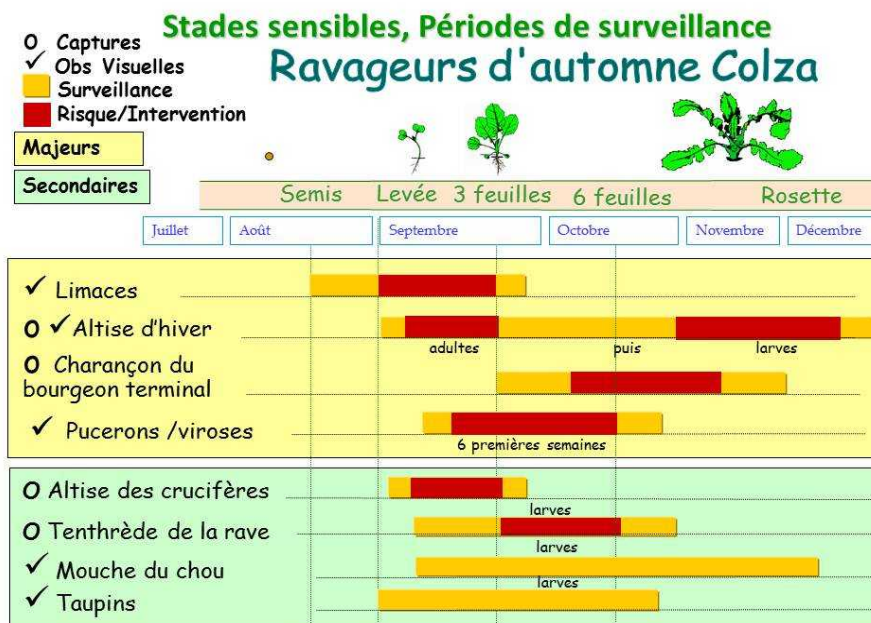 Stades sensibles, Périodes de surveillance
Ravageurs d'automne Colza
O Captures
✓ Obs Visuelles
Surveillance
Risque/Intervention
Majeurs
Secondaires
Semis Levée 3 feuilles 6 feuilles Rosette
Juillet Août Septembre Octobre Novembre Décembre
✓ Limaces
O ✓ Altise d'hiver
adultes puis larves
O Charançon du
bourgeon terminal
✓ Pucerons /viroses
6 premières semaines
O Altise des crucifères
larves
O Tenthrède de la rave
larves
✓ Mouche du chou
larves
✓ Taupins